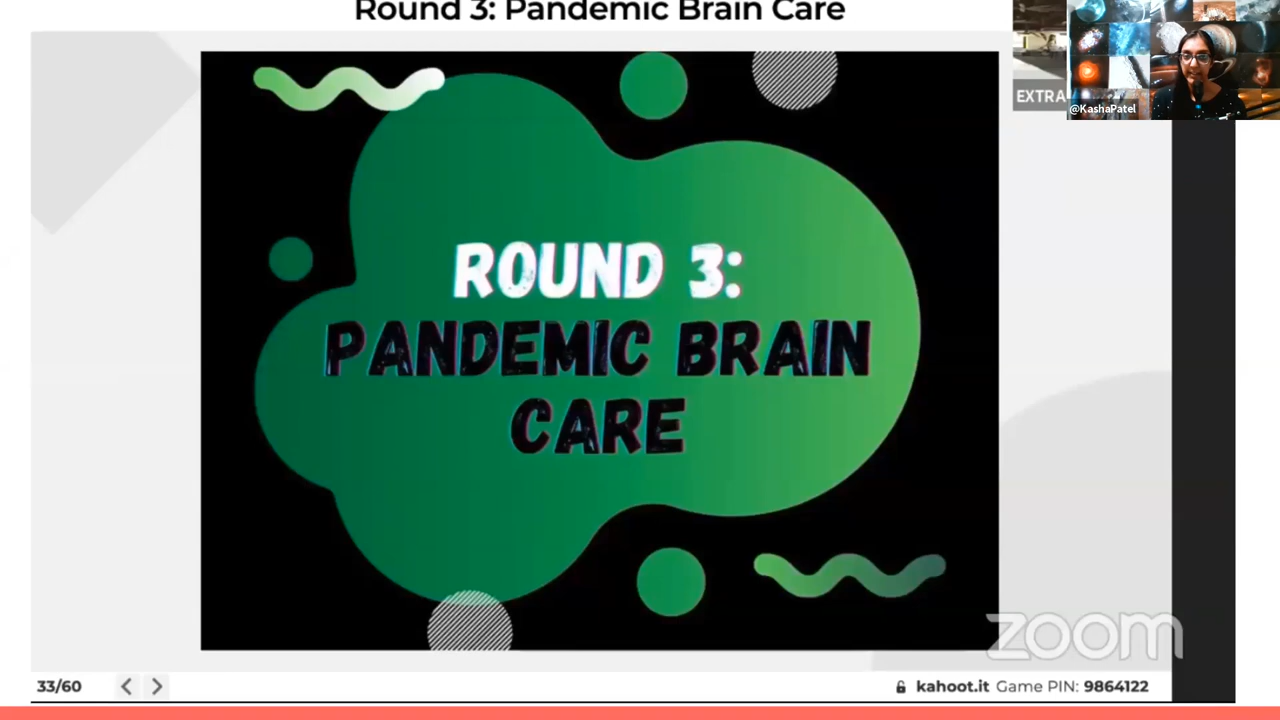 Round 3: Pandemic Brain Care
EXTRA
@KashaPatel
ROUND 3:
PANDEMIC BRAIN
CARE
zoom
33/60
kahoot.it Game PIN: 9864122